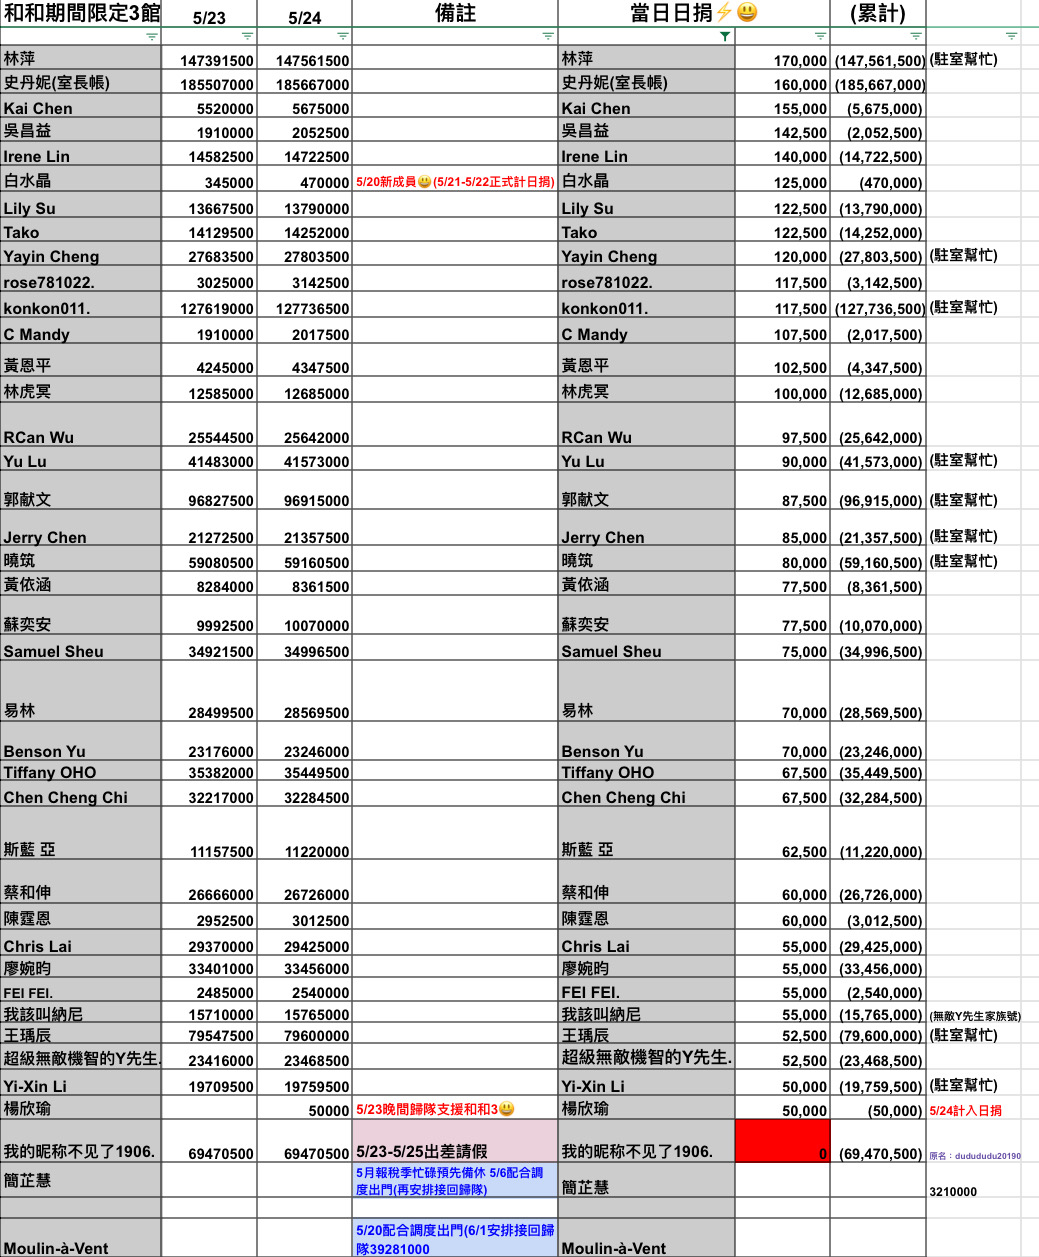 和和期間限定3館 5/23 5/24 備註 當日日捐⚡😃 (累計)
林萍 147391500 147561500 林萍 170,000 (147,561,500) (駐室幫忙)
史丹妮(室長帳) 185507000 185667000 史丹妮(室長帳) 160,000 (185,667,000)
Kai Chen 5520000 5675000 Kai Chen 155,000 (5,675,000)
吳昌益 1910000 2052500 吳昌益 142,500 (2,052,500)
Irene Lin 14582500 14722500 Irene Lin 140,000 (14,722,500)
白水晶 345000 470000 5/20新成員😃(5/21-5/22正式計日捐) 白水晶 125,000 (470,000)
Lily Su 13667500 13790000 Lily Su 122,500 (13,790,000)
Tako 14129500 14252000 Tako 122,500 (14,252,000)
Yayin Cheng 27683500 27803500 Yayin Cheng 120,000 (27,803,500) (駐室幫忙)
rose781022. 3025000 3142500 rose781022. 117,500 (3,142,500)
konkon011. 127619000 127736500 konkon011. 117,500 (127,736,500) (駐室幫忙)
C Mandy 1910000 2017500 C Mandy 107,500 (2,017,500)
黃恩平 4245000 4347500 黃恩平 102,500 (4,347,500)
林虎冥 12585000 12685000 林虎冥 100,000 (12,685,000)
RCan Wu 25544500 25642000 RCan Wu 97,500 (25,642,000)
Yu Lu 41483000 41573000 Yu Lu 90,000 (41,573,000) (駐室幫忙)
郭献文 96827500 96915000 郭献文 87,500 (96,915,000) (駐室幫忙)
Jerry Chen 21272500 21357500 Jerry Chen 85,000 (21,357,500) (駐室幫忙)
曉筑 59080500 59160500 曉筑 80,000 (59,160,500) (駐室幫忙)
黃依涵 8284000 8361500 黃依涵 77,500 (8,361,500)
蘇奕安 9992500 10070000 蘇奕安 77,500 (10,070,000)
Samuel Sheu 34921500 34996500 Samuel Sheu 75,000 (34,996,500)
易林 28499500 28569500 易林 70,000 (28,569,500)
Benson Yu 23176000 23246000 Benson Yu 70,000 (23,246,000)
Tiffany OHO 35382000 35449500 Tiffany OHO 67,500 (35,449,500)
Chen Cheng Chi 32217000 32284500 Chen Cheng Chi 67,500 (32,284,500)
斯藍 亞 11157500 11220000 斯藍 亞 62,500 (11,220,000)
蔡和伸 26666000 26726000 蔡和伸 60,000 (26,726,000)
陳霆恩 2952500 3012500 陳霆恩 60,000 (3,012,500)
Chris Lai 29370000 29425000 Chris Lai 55,000 (29,425,000)
廖婉昀 33401000 33456000 廖婉昀 55,000 (33,456,000)
FEI FEI. 2485000 2540000 FEI FEI. 55,000 (2,540,000)
我該叫納尼 15710000 15765000 我該叫納尼 55,000 (15,765,000) (無敵Y先生家族號)
王瑀辰 79547500 79600000 王瑀辰 52,500 (79,600,000) (駐室幫忙)
超級無敵機智的Y先生. 23416000 23468500 超級無敵機智的Y先生. 52,500 (23,468,500)
Yi-Xin Li 19709500 19759500 Yi-Xin Li 50,000 (19,759,500) (駐室幫忙)
楊欣瑜 50000 5/23晚間歸隊支援和和3😃 楊欣瑜 50,000 (50,000) 5/24計入日捐
我的昵称不见了1906. 69470500 69470500 5/23-5/25出差請假 我的昵称不见了1906. 0 (69,470,500) 原名：dudududu20190
簡芷慧 5月報稅季忙碌預先備休 5/6配合調 簡芷慧 3210000
度出門(再安排接回歸隊)
Moulin-à-Vent 5/20配合調度出門(6/1安排接回歸 Moulin-à-Vent
隊39281000